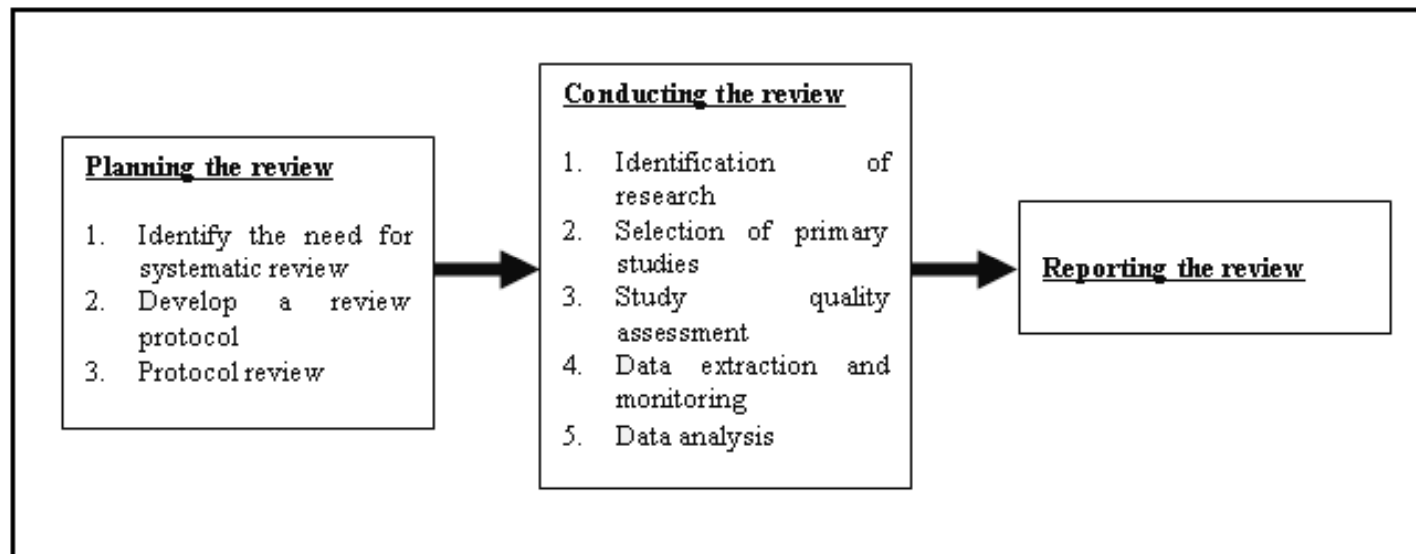 Planning the review
1. Identify the need for
systematic review
2. Develop a review
protocol
3. Protocol review
Conducting the review
1. Identification of
research
2. Selection of primary
studies
3. Study quality
assessment
4. Data extraction and
monitoring
5. Data analysis
Reporting the review